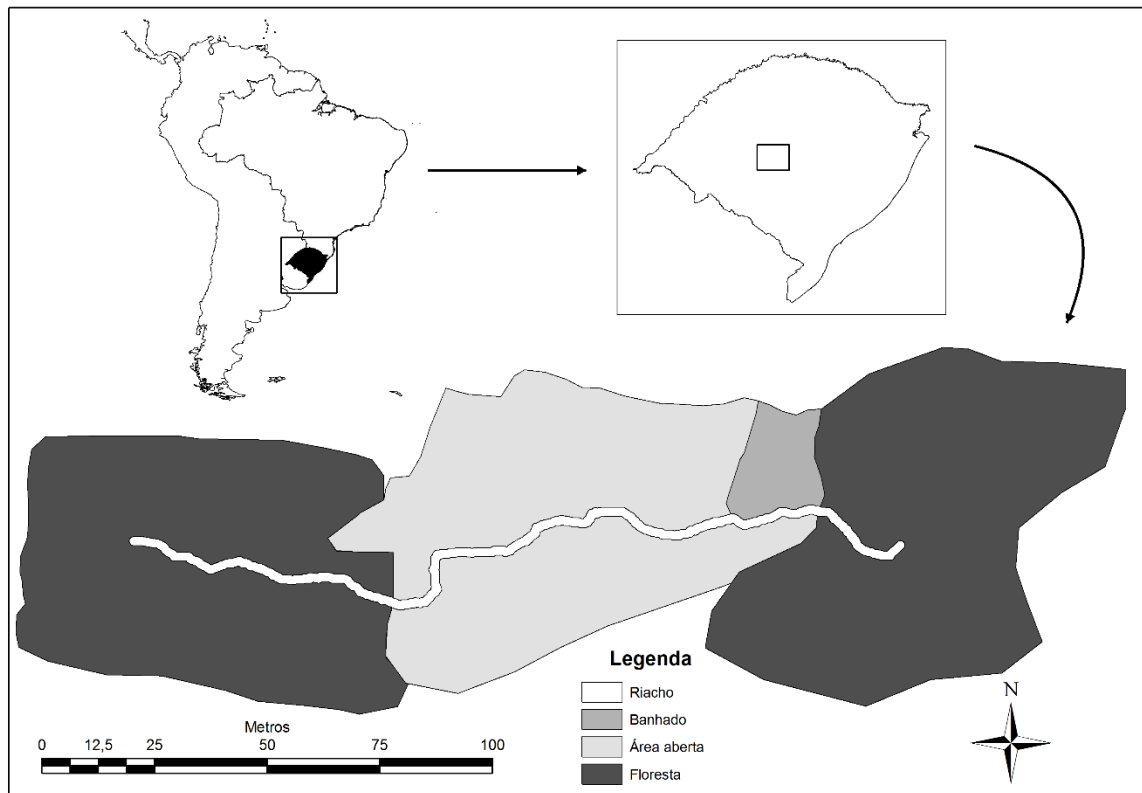 Legenda
Riacho
Banhado
Área aberta
Floresta
Metros
0 12,5 25 50 75 100
N